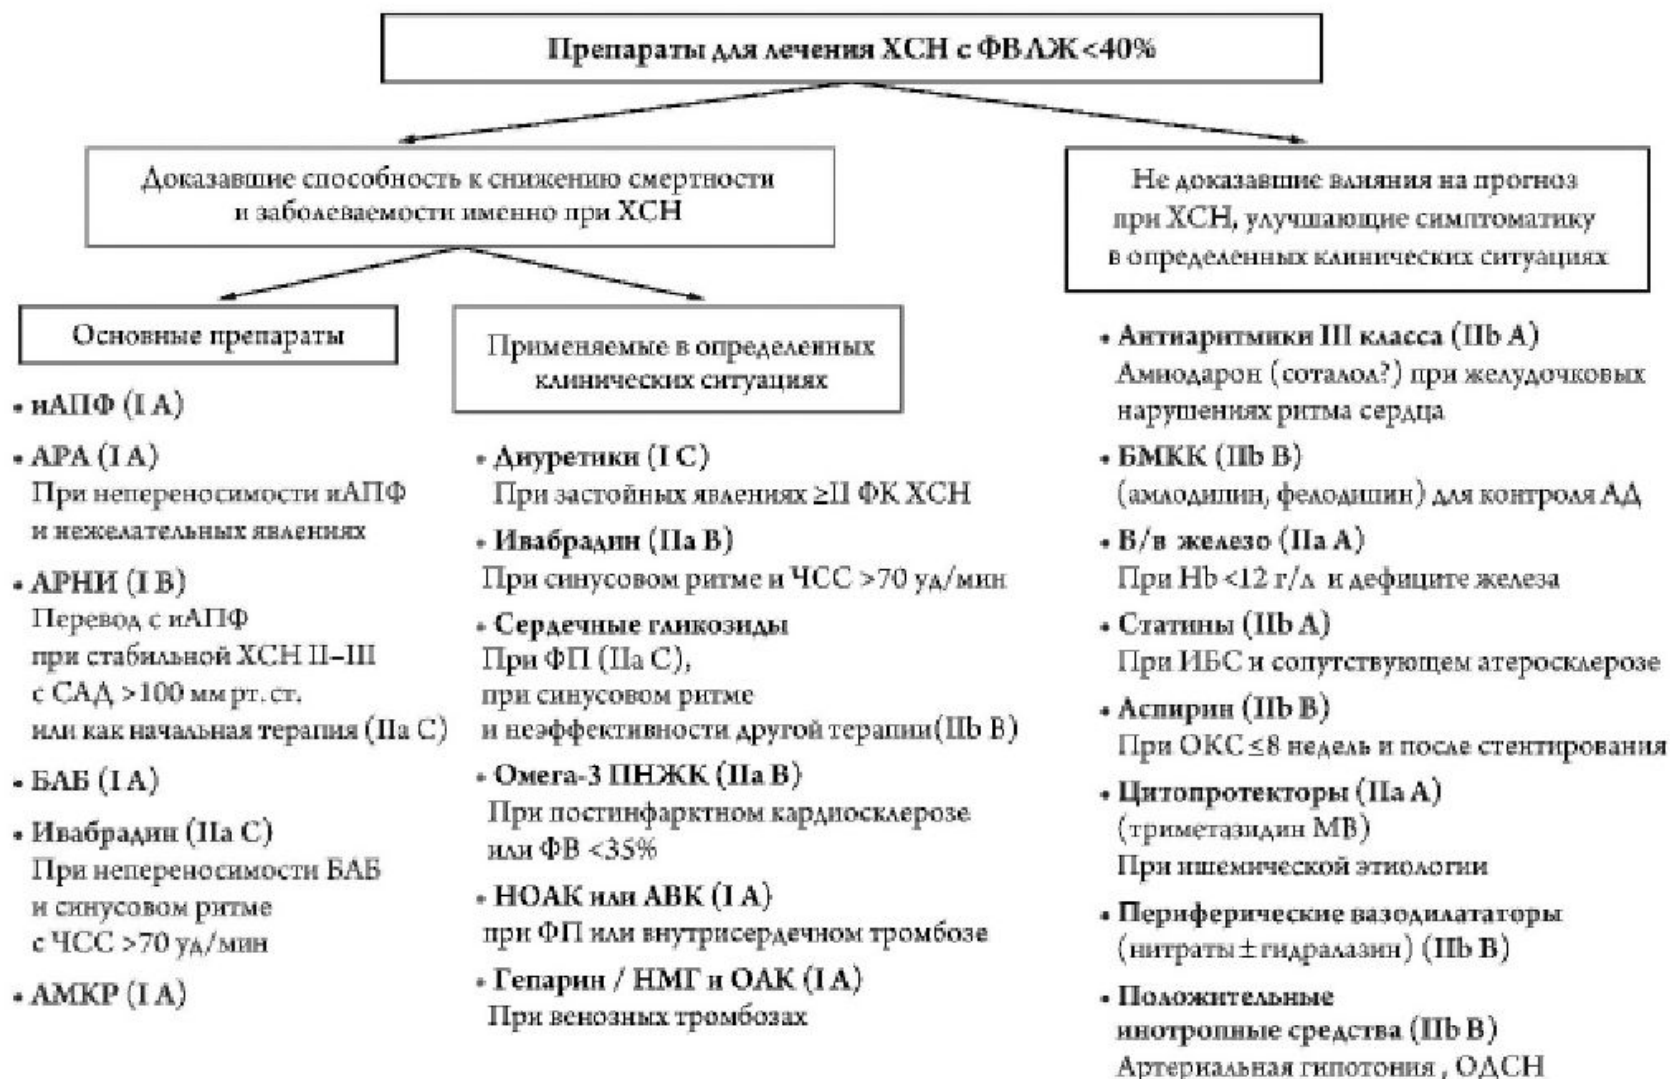 Препараты для лечения ХСН с ФВ ЛЖ <40%
Доказавшие способность к снижению смертности
и заболеваемости именно при ХСН
Не доказавшие влияния на прогноз
при ХСН, улучшающие симптоматику
в определенных клинических ситуациях
Основные препараты
• иАПФ (I A)
• АРА (I A)
При непереносимости иАПФ
и нежелательных явлениях
• АРНИ (I B)
Перевод с иАПФ
при стабильной ХСН II–III
с САД >100 мм рт. ст.
или как начальная терапия (IIa C)
• БАБ (I A)
• Ивабрадин (IIa C)
При непереносимости БАБ
и синусовом ритме
с ЧСС >70 уд/мин
• АМКР (I A)
Применяемые в определенных
клинических ситуациях
• Диуретики (I C)
При застойных явлениях ≥II ФК ХСН
• Ивабрадин (IIa B)
При синусовом ритме и ЧСС >70 уд/мин
• Сердечные гликозиды
При ФП (IIa C),
при синусовом ритме
и неэффективности другой терапии(IIb B)
• Омега-3 ПНЖК (IIa B)
При постинфарктном кардиосклерозе
или ФВ <35%
• НОАК или АВК (I A)
при ФП или внутрисердечном тромбозе
• Гепарин / НМГ и ОАК (I A)
При венозных тромбозах
• Антиаритмики III класса (IIb A)
Амиодарон (соталол?) при желудочковых
нарушениях ритма сердца
• БМКК (IIb B)
(амлодипин, фелодипин) для контроля АД
• В/в железо (IIa A)
При Hb <12 г/л и дефиците железа
• Статины (IIb A)
При ИБС и сопутствующем атеросклерозе
• Аспирин (IIb B)
При ОКС ≤8 недель и после стентирования
• Цитопротекторы (IIa A)
(триметазидин МВ)
При ишемической этиологии
• Периферические вазодилататоры
(нитраты ± гидралазин) (IIb B)
• Положительные
инотропные средства (IIb B)
Артериальная гипотония , ОДСН